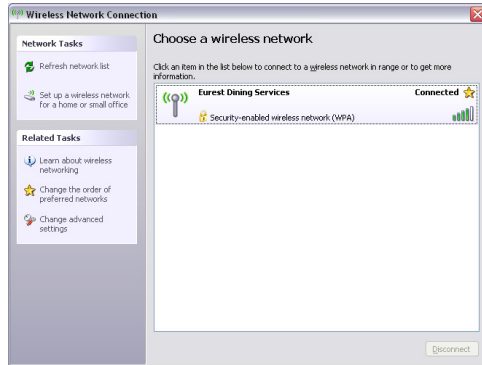 Wireless Network Connection
Network Tasks
Refresh network list
Set up a wireless network
for a home or small office
Related Tasks
Learn about wireless
networking
Change the order of
preferred networks
Change advanced
settings
Choose a wireless network
Click an item in the list below to connect to a wireless network in range or to get more
information.
Eurest Dining Services Connected
Security-enabled wireless network (WPA)
Disconnect